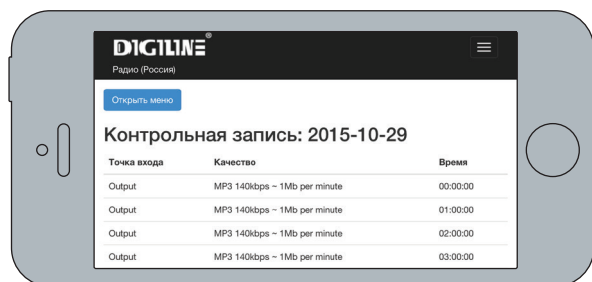 DIGILINE®
Радио (Россия)
Открыть меню
Контрольная запись: 2015-10-29
Точка входа Качество Время
Output MP3 140kbps ~ 1Mb per minute 00:00:00
Output MP3 140kbps ~ 1Mb per minute 01:00:00
Output MP3 140kbps ~ 1Mb per minute 02:00:00
Output MP3 140kbps ~ 1Mb per minute 03:00:00